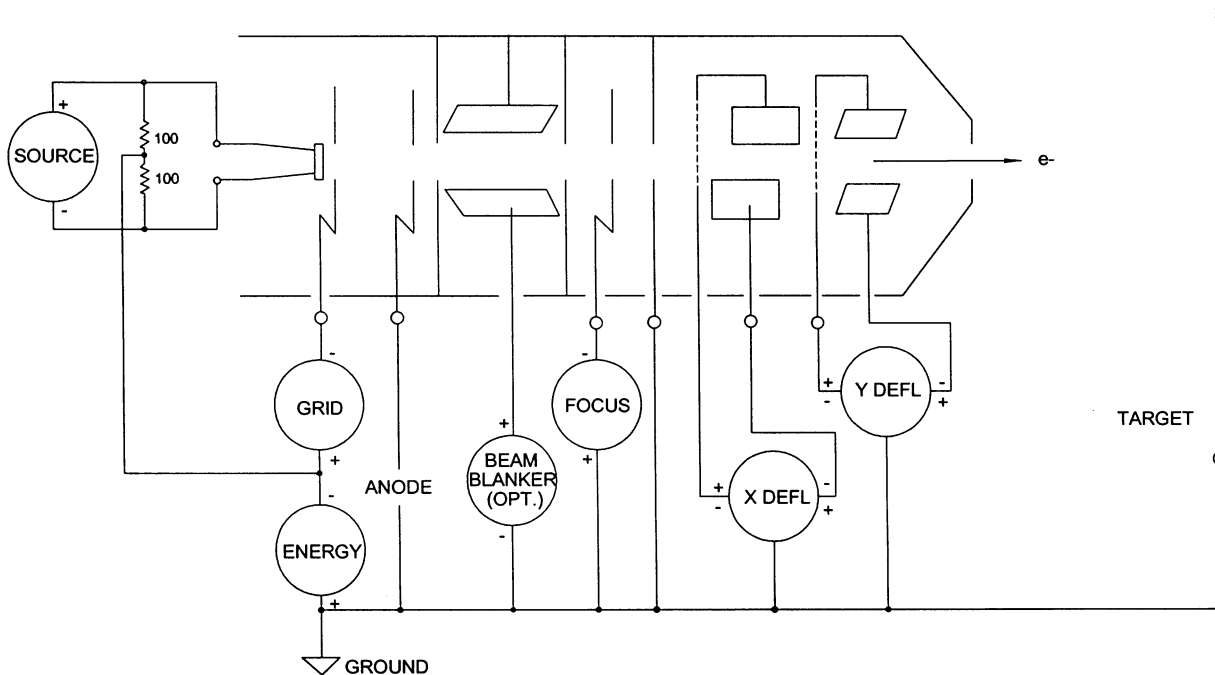 SOURCE
+
-
100
100
e-
-
GRID
+
-
ENERGY
+
GROUND
ANODE
+
BEAM
BLANKER
(OPT.)
-
-
FOCUS
+
+
-
X DEFL
-
+
+
-
Y DEFL
-
+
TARGET